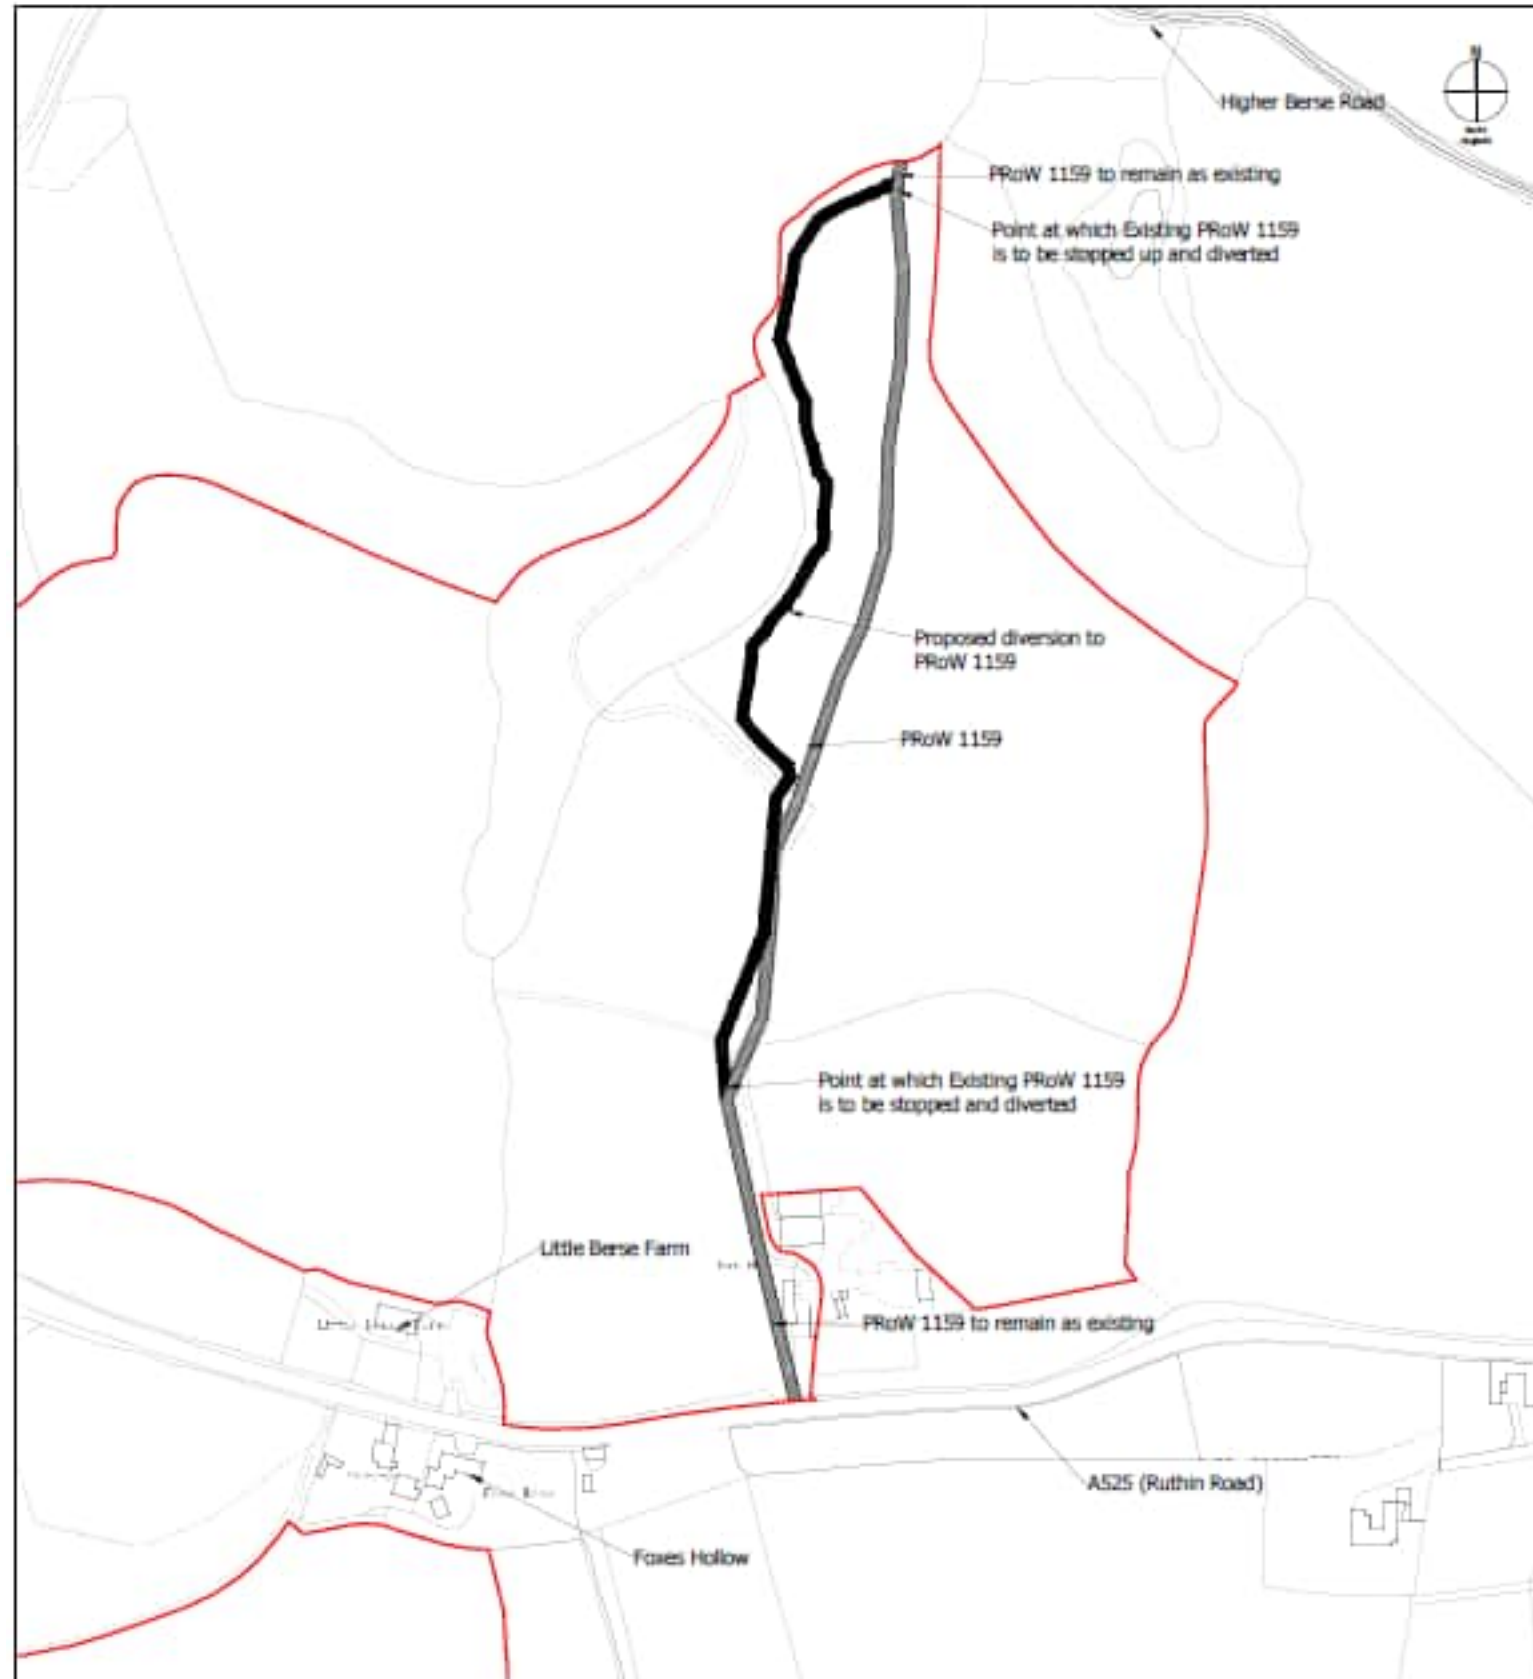 N
Higher Berse Road
PRoW 1159 to remain as existing
Point at which Existing PRoW 1159
is to be stopped up and diverted
Proposed diversion to
PRoW 1159
PRoW 1159
Point at which Existing PRoW 1159
is to be stopped and diverted
Little Berse Farm
PRoW 1159 to remain as existing
A525 (Ruthin Road)
Foxes Hollow